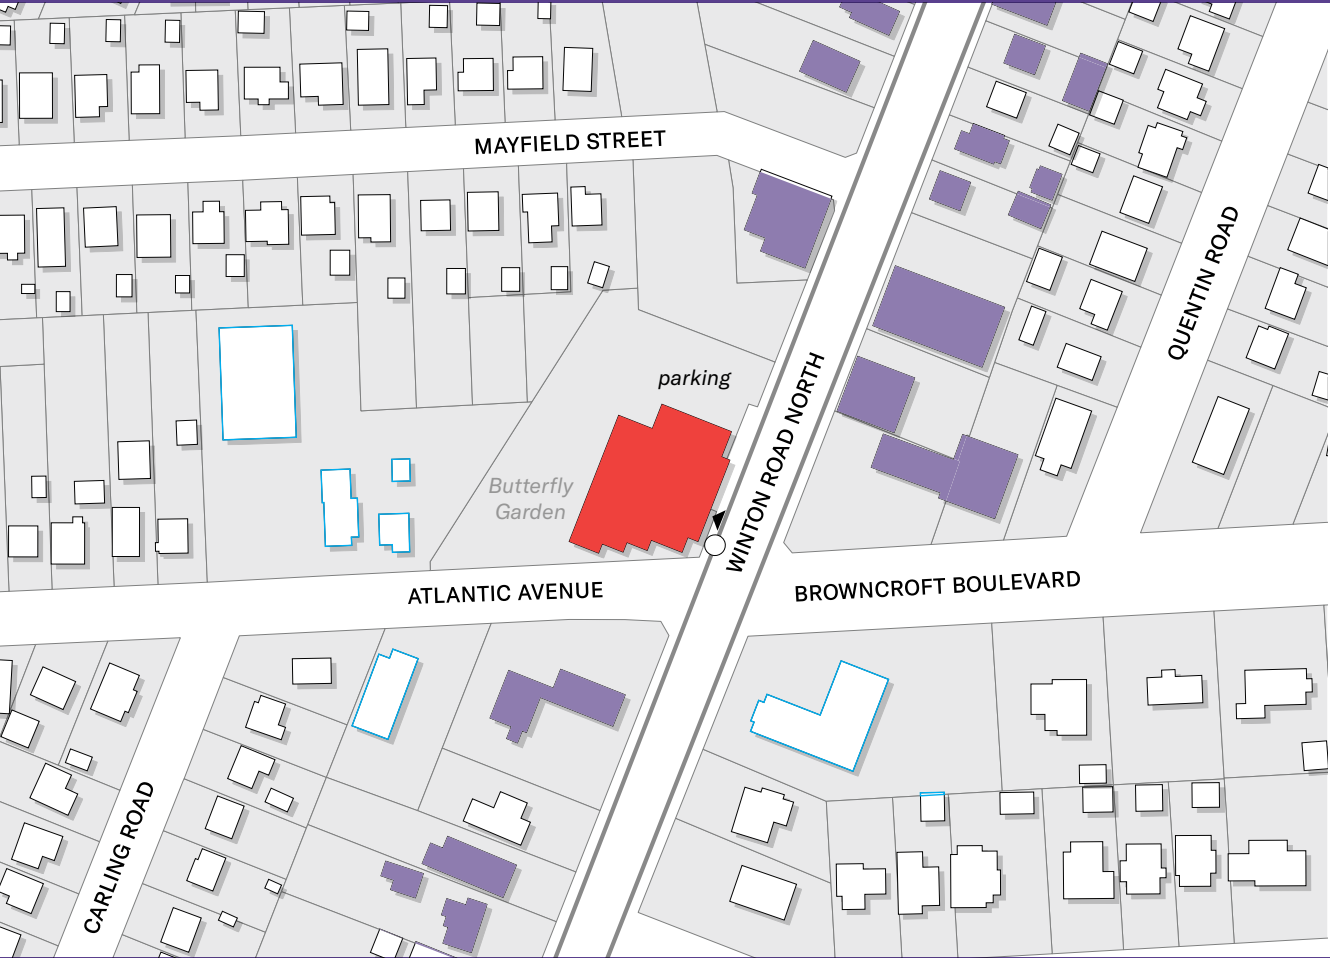 MAYFIELD STREET
QUENTIN ROAD
parking
WINTON ROAD NORTH
Butterfly
Garden
ATLANTIC AVENUE
BROWNCROFT BOULEVARD
CARLING ROAD